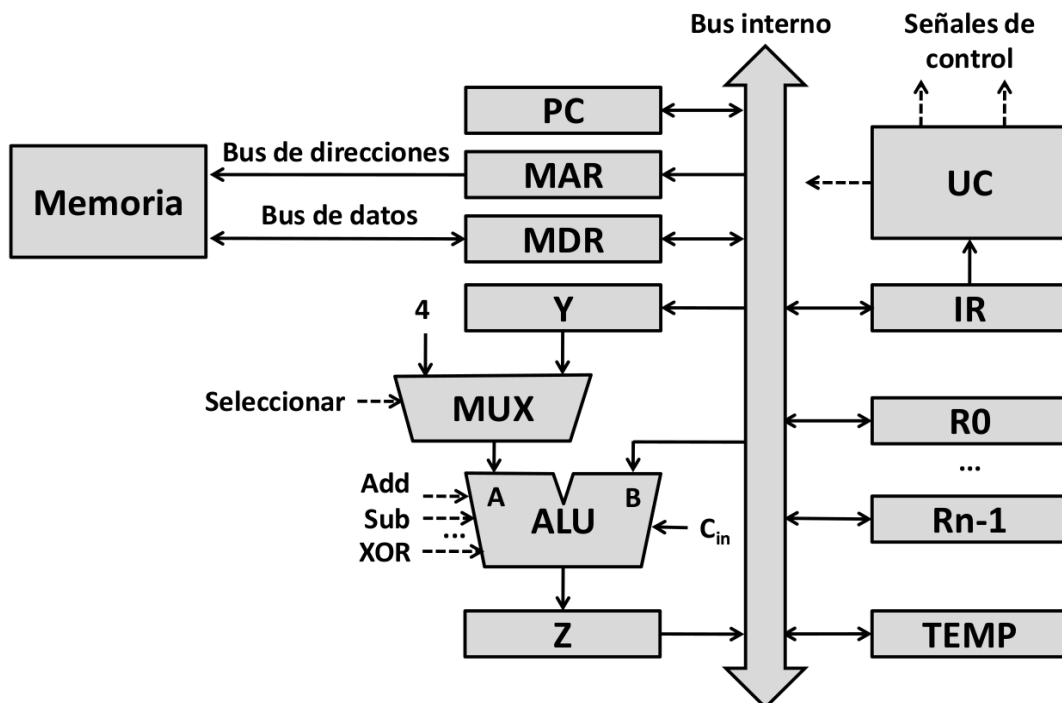 Bus interno
Señales de
control
PC
Bus de direcciones
MAR
UC
Memoria
Bus de datos
MDR
4
Y
IR
Seleccionar
MUX
R0
...
Add
A
B
Sub
ALU
Rn-1
...
Cin
XOR
Z
TEMP